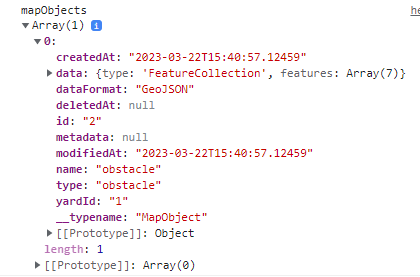 mapObjects he
▼ Array(1) i
▼ 0:
createdAt: "2023-03-22T15:40:57.12459"
▶ data: {type: 'FeatureCollection', features: Array(7)}
dataFormat: "GeoJSON"
deletedAt: null
id: "2"
metadata: null
modifiedAt: "2023-03-22T15:40:57.12459"
name: "obstacle"
type: "obstacle"
yardId: "1"
__typename: "MapObject"
▶ [[Prototype]]: Object
length: 1
▶ [[Prototype]]: Array(0)